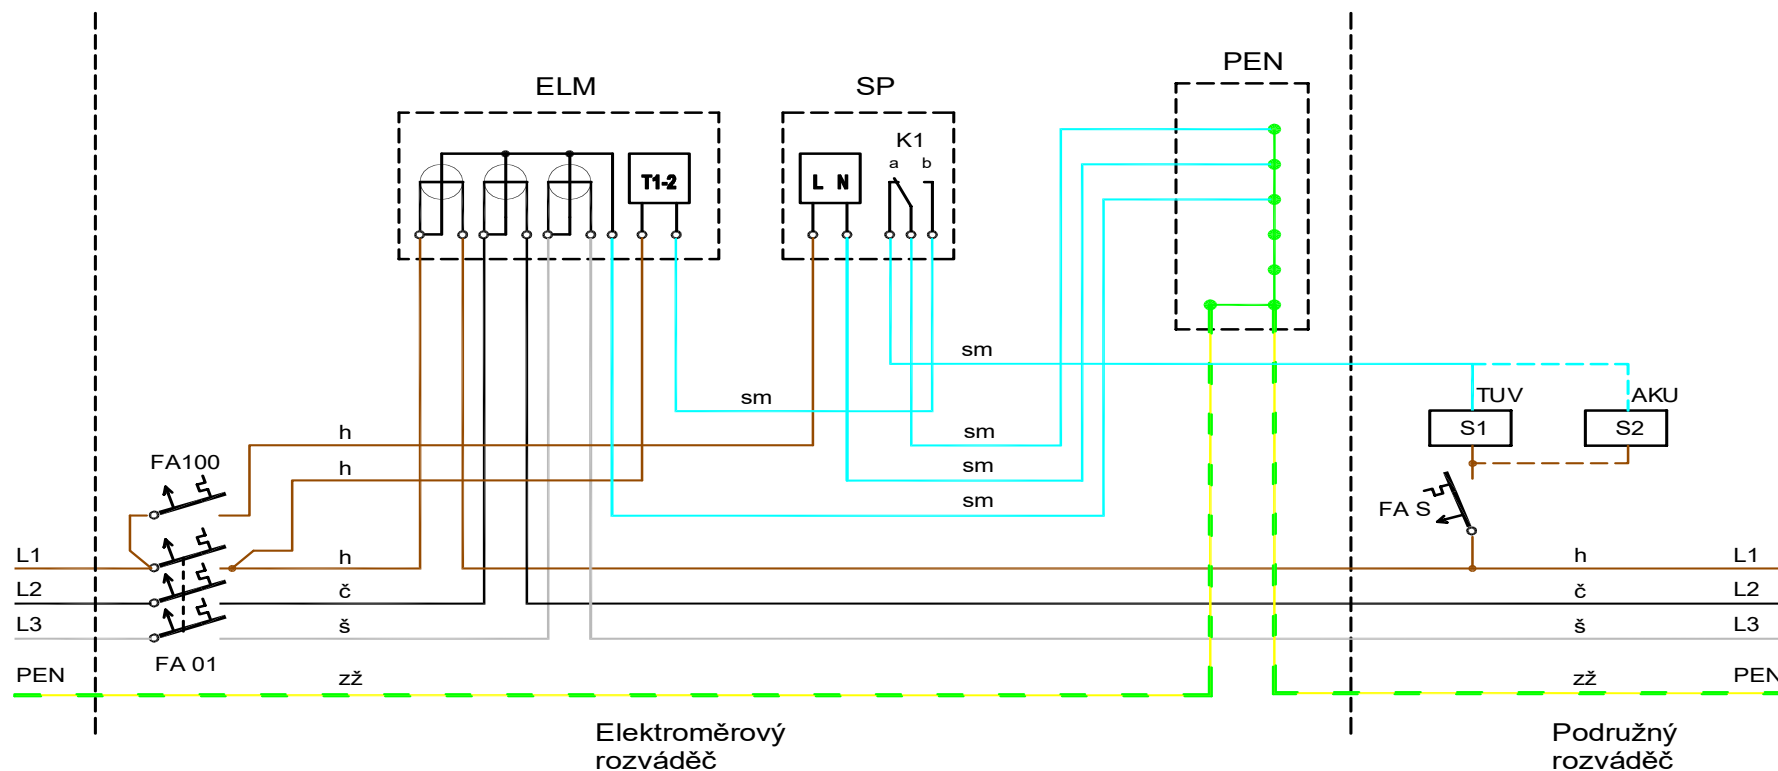 PEN
ELM SP
K1
a b
T1-2 L N
sm
TUV AKU
sm
S1 S2
h sm
FA100 h sm
sm FA S
L1 h h L1
L2 č č L2
L3 š š L3
FA 01
PEN zž zž PEN
Elektroměrový
rozváděč
Podružný
rozváděč